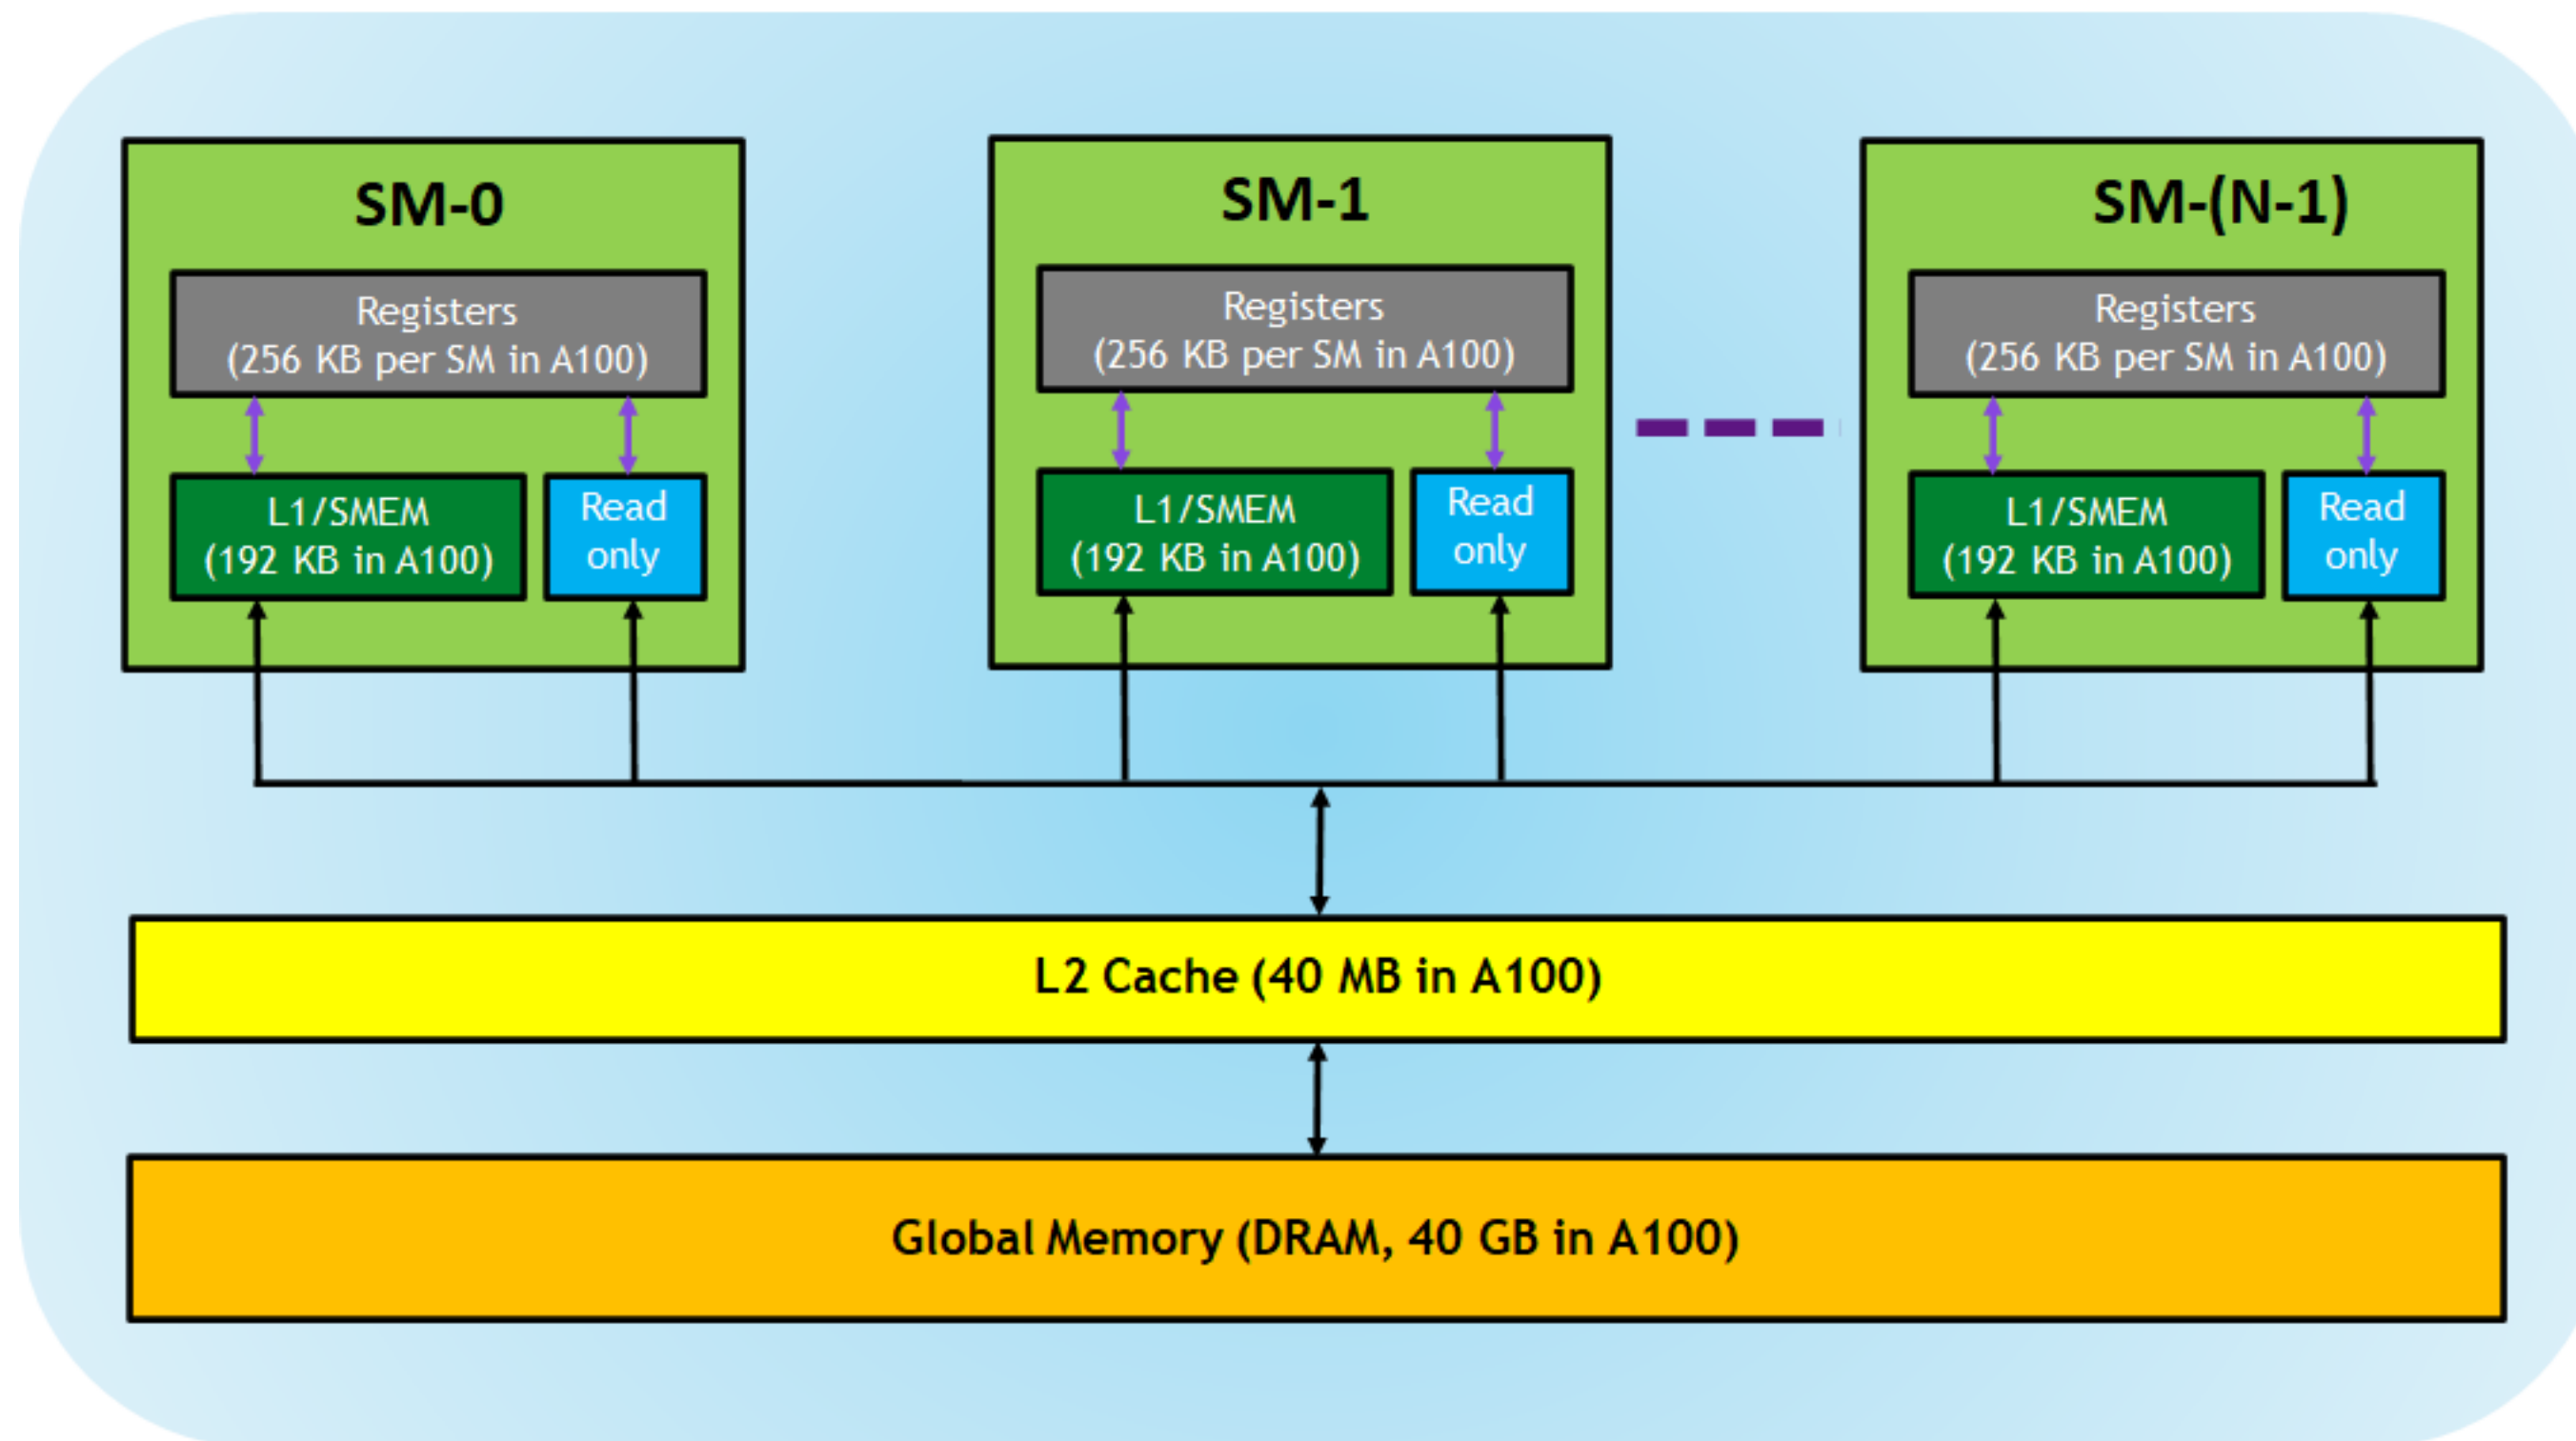 SM-0
Registers
(256 KB per SM in A100)
L1/SMEM
(192 KB in A100)
Read
only
SM-1
Registers
(256 KB per SM in A100)
L1/SMEM
(192 KB in A100)
Read
only
SM-(N-1)
Registers
(256 KB per SM in A100)
L1/SMEM
(192 KB in A100)
Read
only
L2 Cache (40 MB in A100)
Global Memory (DRAM, 40 GB in A100)